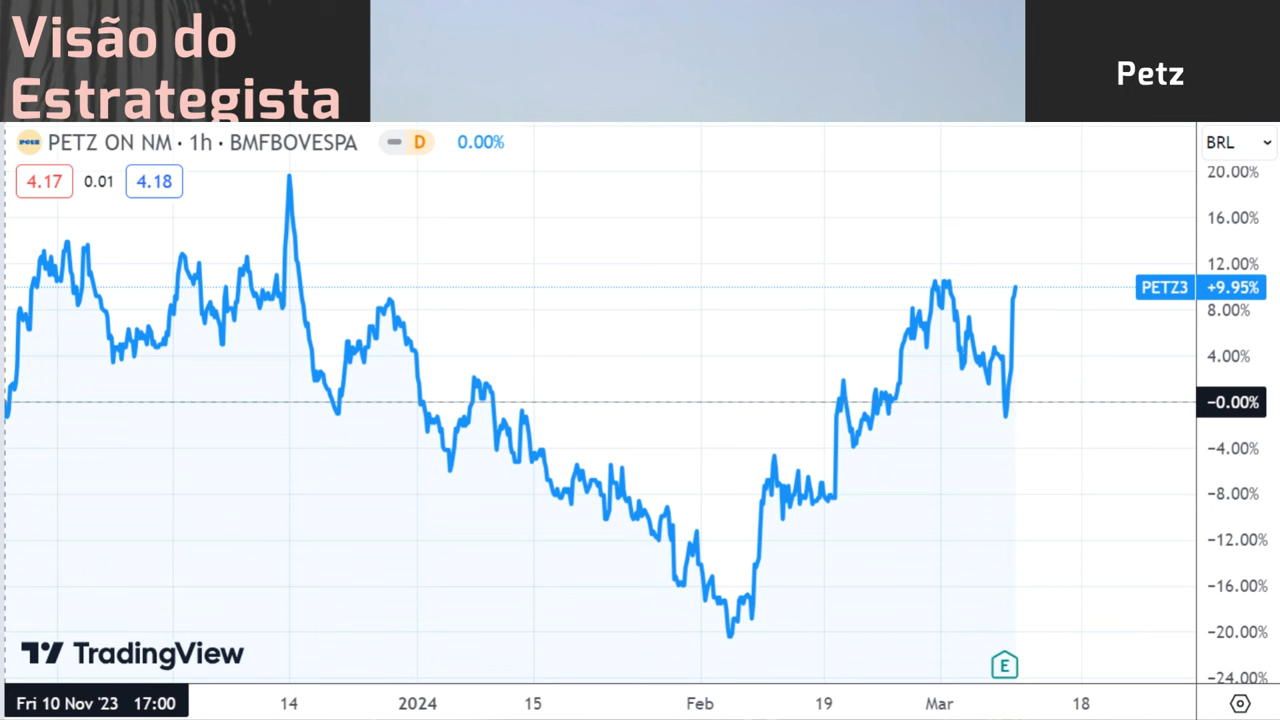 Visão do
Estrategista
Petz
PETZ ON NM · 1h · BMFBOVESPA
D
0.00%
BRL
4.17
0.01
4.18
20.00%
16.00%
12.00%
PETZ3
+9.95%
8.00%
4.00%
−0.00%
−4.00%
−8.00%
−12.00%
−16.00%
−20.00%
−24.00%
TradingView
E
Fri 10 Nov '23 17:00
14
2024
15
Feb
19
Mar
18